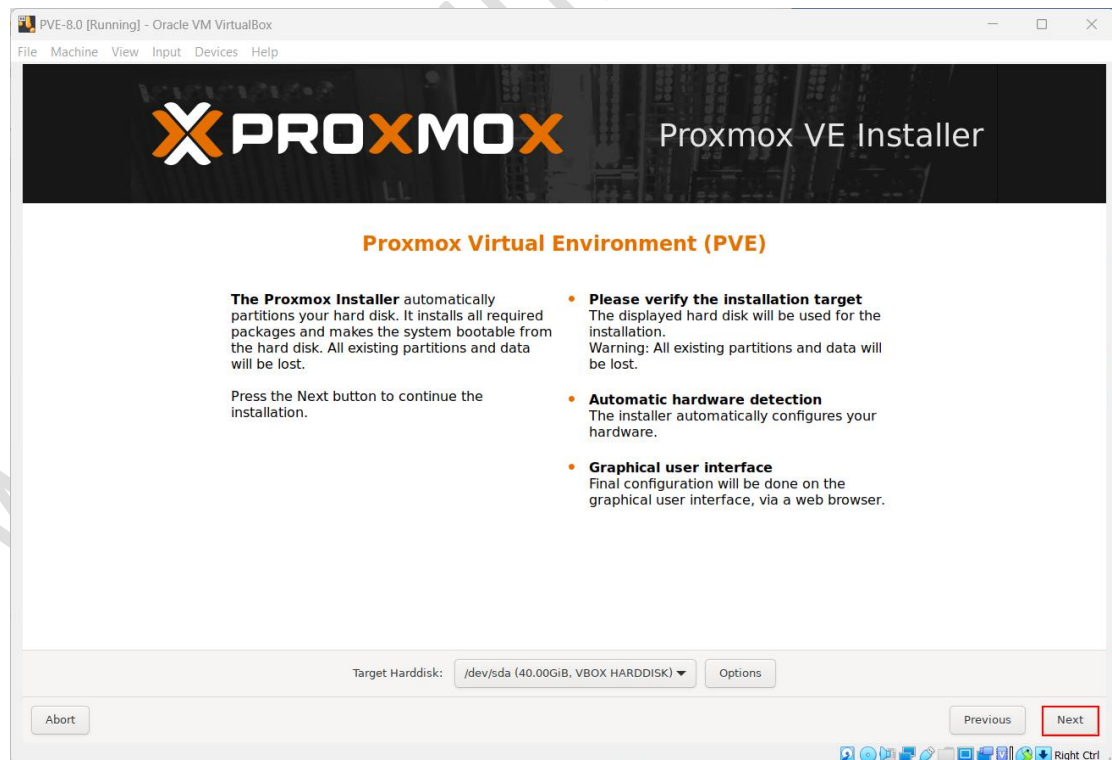 PVE-8.0 [Running] - Oracle VM VirtualBox
File Machine View Input Devices Help
PROXMOX
Proxmox VE Installer
Proxmox Virtual Environment (PVE)
The Proxmox Installer automatically
partitions your hard disk. It installs all required
packages and makes the system bootable from
the hard disk. All existing partitions and data
will be lost.
Press the Next button to continue the
installation.
Please verify the installation target
The displayed hard disk will be used for the
installation.
Warning: All existing partitions and data will
be lost.
Automatic hardware detection
The installer automatically configures your
hardware.
Graphical user interface
Final configuration will be done on the
graphical user interface, via a web browser.
Target Harddisk: /dev/sda (40.00GiB, VBOX HARDDISK) Options
Abort Previous Next
Right Ctrl